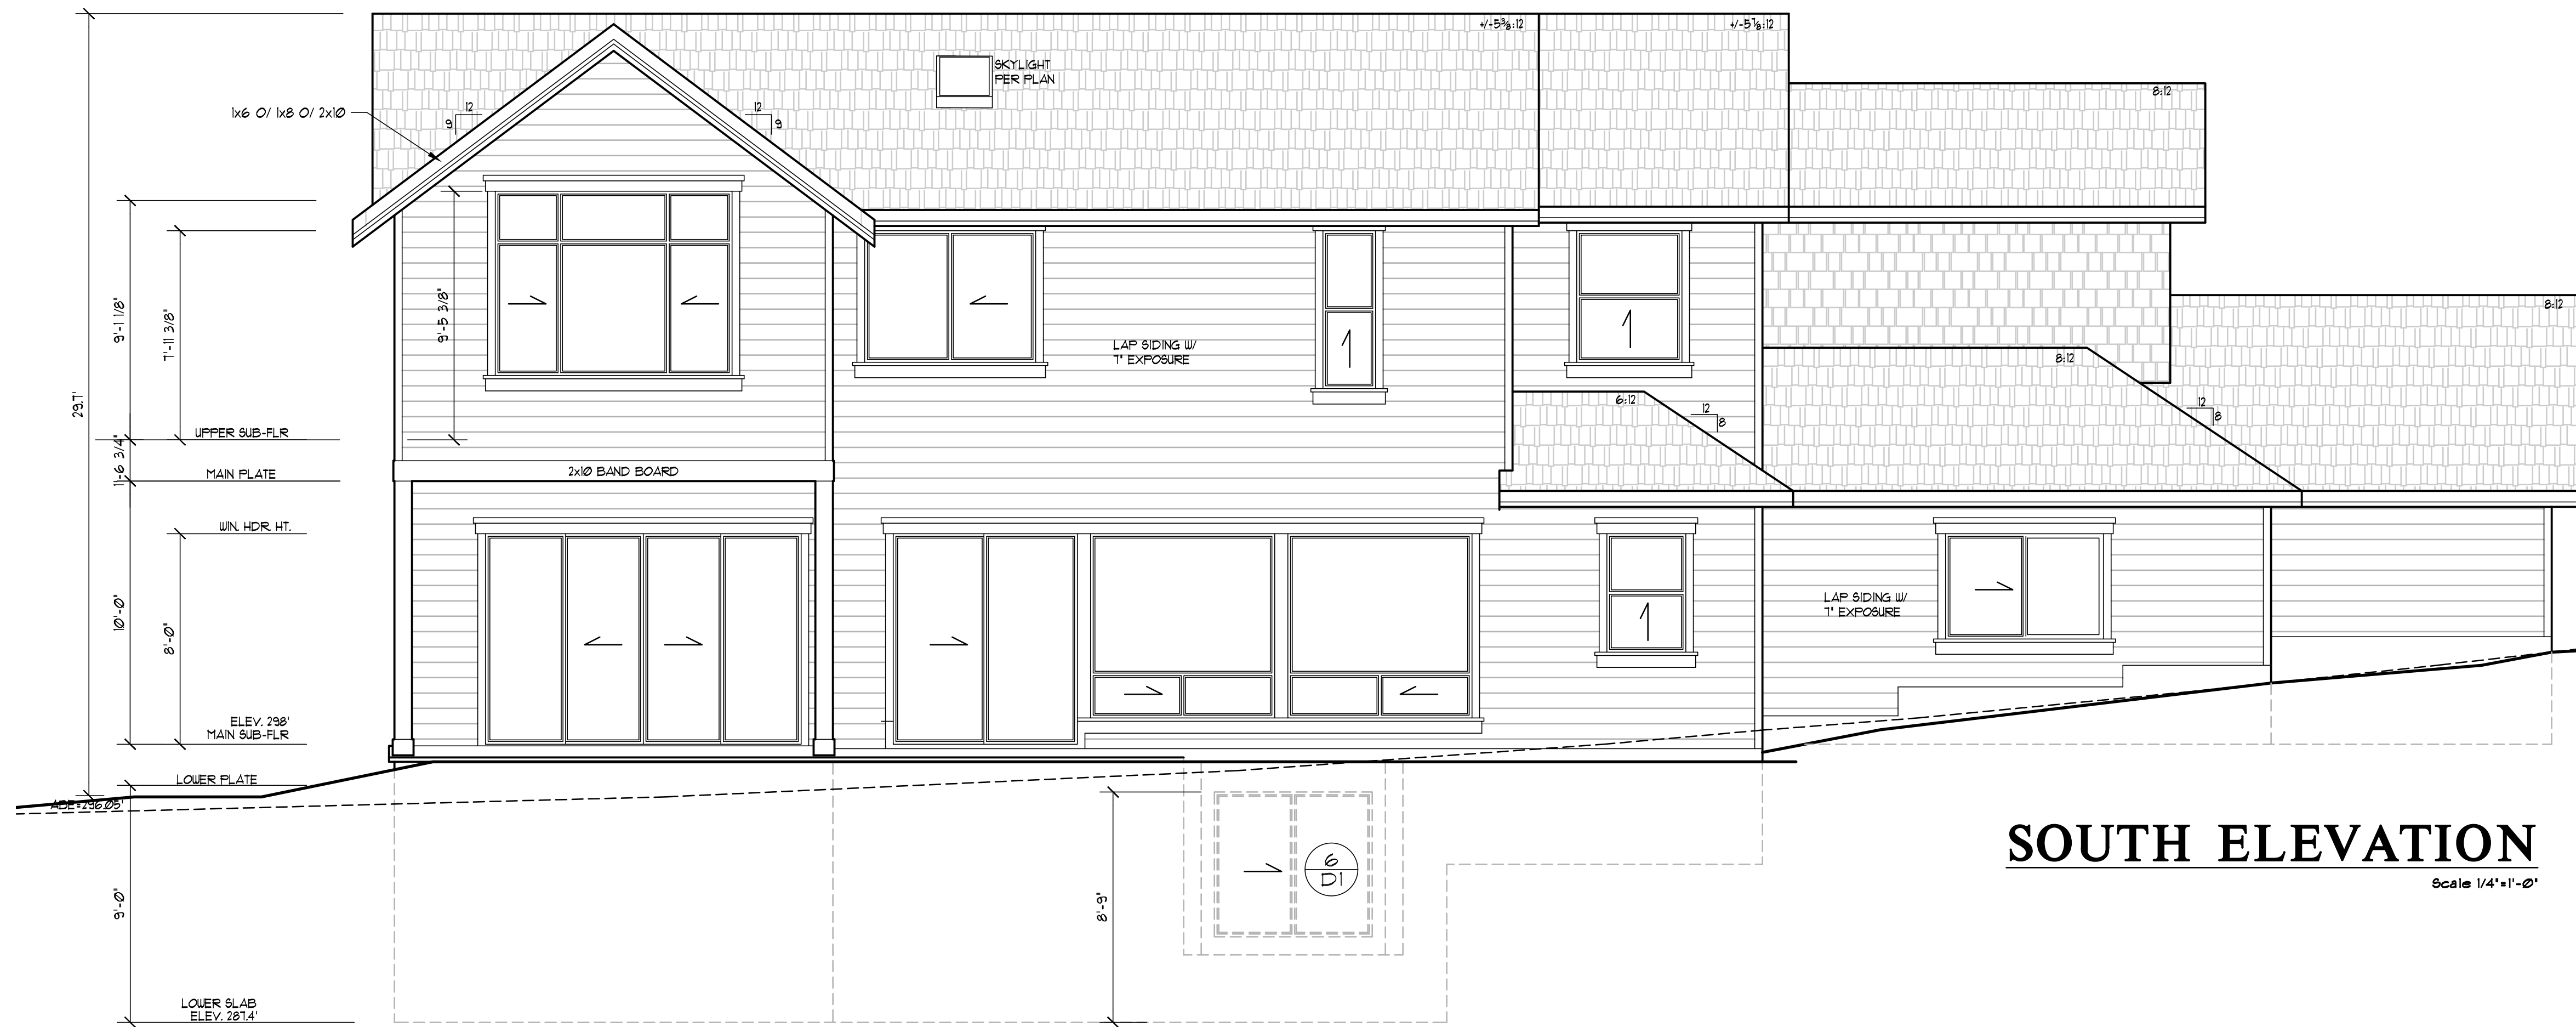 +/-5⅜:12
+/-5⅞:12
SKYLIGHT
PER PLAN
8:12
1x6 O/ 1x8 O/ 2x10
12
9
12
9
9'-1 1/8"
7'-11 3/8"
9'-5 3/8"
29.7'
8:12
LAP SIDING W/
7" EXPOSURE
8:12
6:12
12
8
12
8
UPPER SUB-FLR
1'-6 3/4"
MAIN PLATE
2x10 BAND BOARD
WIN. HDR. HT.
10'-0"
8'-0"
LAP SIDING W/
7" EXPOSURE
ELEV. 298'
MAIN SUB-FLR
LOWER PLATE
ABE=296.05'
9'-0"
8'-9"
6
D1
SOUTH ELEVATION
Scale 1/4"=1'-0"
LOWER SLAB
ELEV. 287.4'